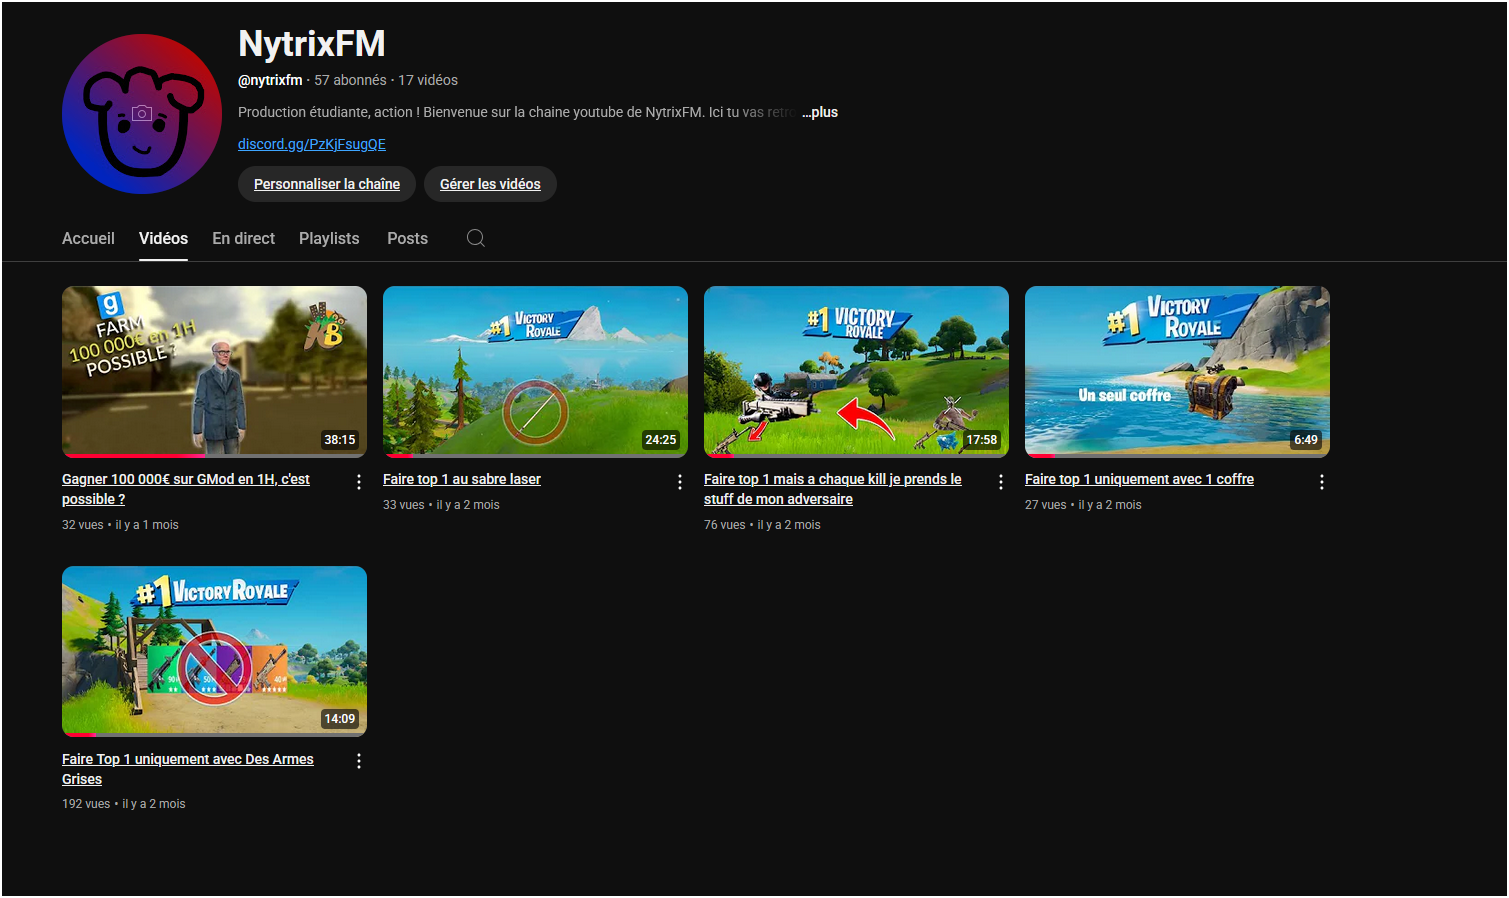 NytrixFM
@nytrixfm • 57 abonnés • 17 vidéos
Production étudiante, action ! Bienvenue sur la chaine youtube de NytrixFM. Ici tu vas retro ...plus
discord.gg/PzKjFsugQE
Personnaliser la chaîne
Gérer les vidéos
Accueil
Vidéos
En direct
Playlists
Posts
g
FARM
100 000€ en 1H
POSSIBLE ?
38:15
Gagner 100 000€ sur GMod en 1H, c'est
possible ?
32 vues • il y a 1 mois
#1 VICTORY
ROYALE
24:25
Faire top 1 au sabre laser
33 vues • il y a 2 mois
#1 VICTORY
ROYALE
17:58
Faire top 1 mais a chaque kill je prends le
stuff de mon adversaire
76 vues • il y a 2 mois
#1 VICTORY
ROYALE
Un seul coffre
6:49
Faire top 1 uniquement avec 1 coffre
27 vues • il y a 2 mois
#1 VICTORY ROYALE
14:09
Faire Top 1 uniquement avec Des Armes
Grises
192 vues • il y a 2 mois